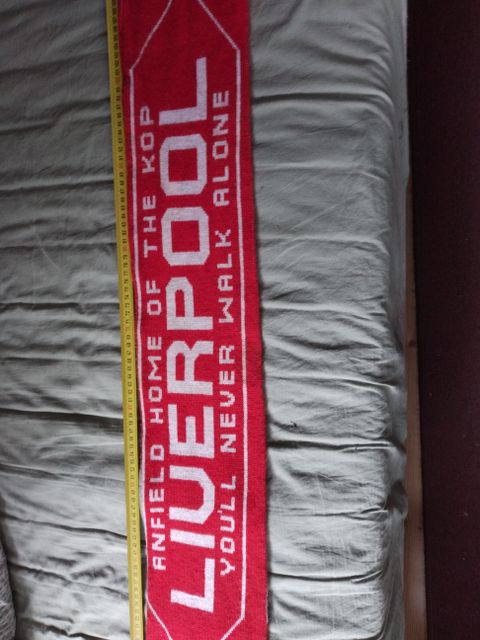 ANFIELD HOME OF THE KOP
LIVERPOOL
YOU'LL NEVER WALK ALONE